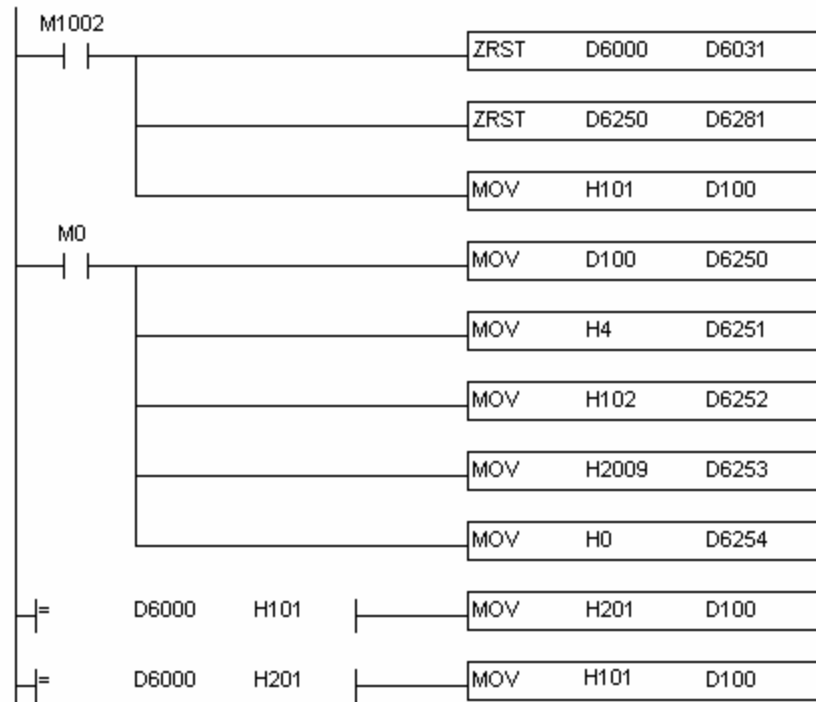 M1002
ZRST D6000 D6031
ZRST D6250 D6281
MOV H101 D100
M0
MOV D100 D6250
MOV H4 D6251
MOV H102 D6252
MOV H2009 D6253
MOV H0 D6254
= D6000 H101 MOV H201 D100
= D6000 H201 MOV H101 D100